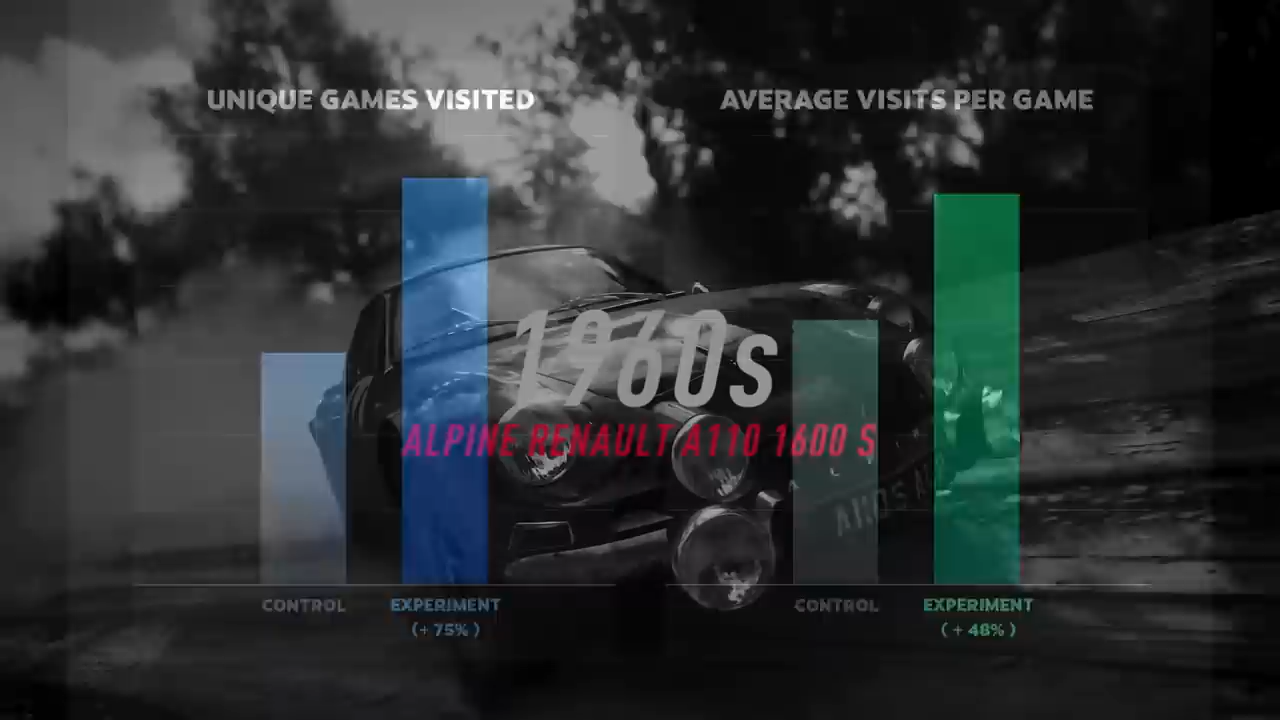 UNIQUE GAMES VISITED
AVERAGE VISITS PER GAME
1960s
ALPINE RENAULT A110 1600 S
CONTROL
EXPERIMENT
(+ 75% )
CONTROL
EXPERIMENT
( + 48% )